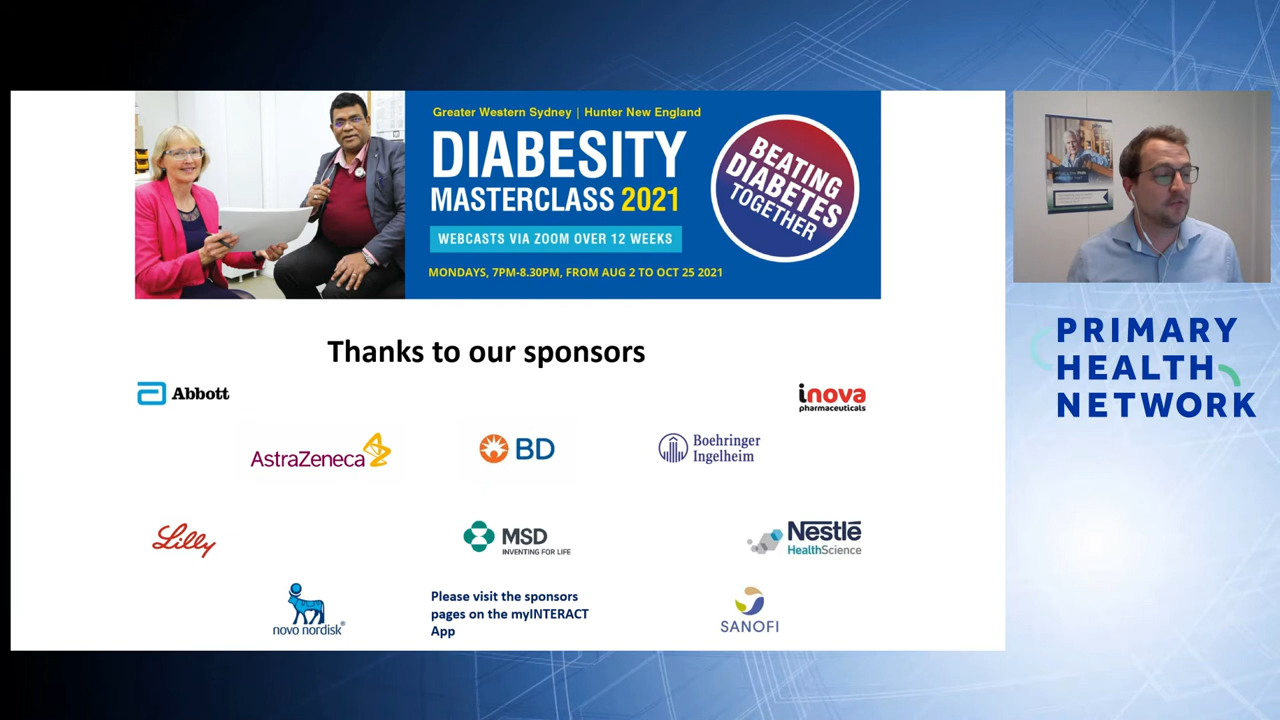 Greater Western Sydney | Hunter New England
DIABESITY
MASTERCLASS 2021
WEBCASTS VIA ZOOM OVER 12 WEEKS
MONDAYS, 7PM-8.30PM, FROM AUG 2 TO OCT 25 2021
BEATING
DIABETES
TOGETHER
Thanks to our sponsors
Abbott
inova
pharmaceuticals
AstraZeneca
BD
Boehringer
Ingelheim
Lilly
MSD
INVENTING FOR LIFE
Nestlé
HealthScience
novo nordisk®
Please visit the sponsors
pages on the myINTERACT
App
SANOFI
PRIMARY
HEALTH
NETWORK